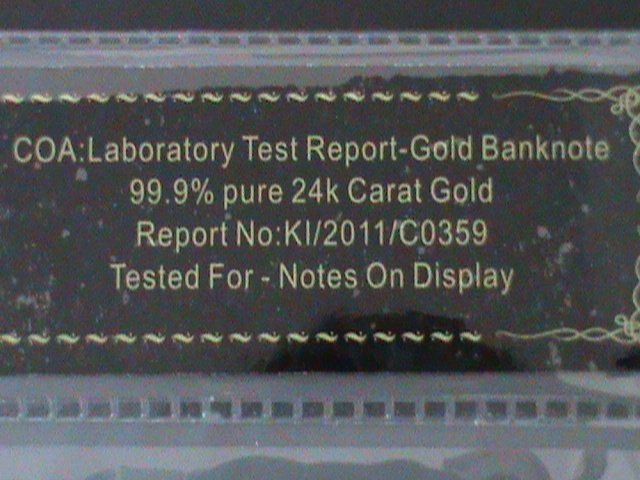 COA:Laboratory Test Report-Gold Banknote
99.9% pure 24k Carat Gold
Report No:KI/2011/C0359
Tested For - Notes On Display